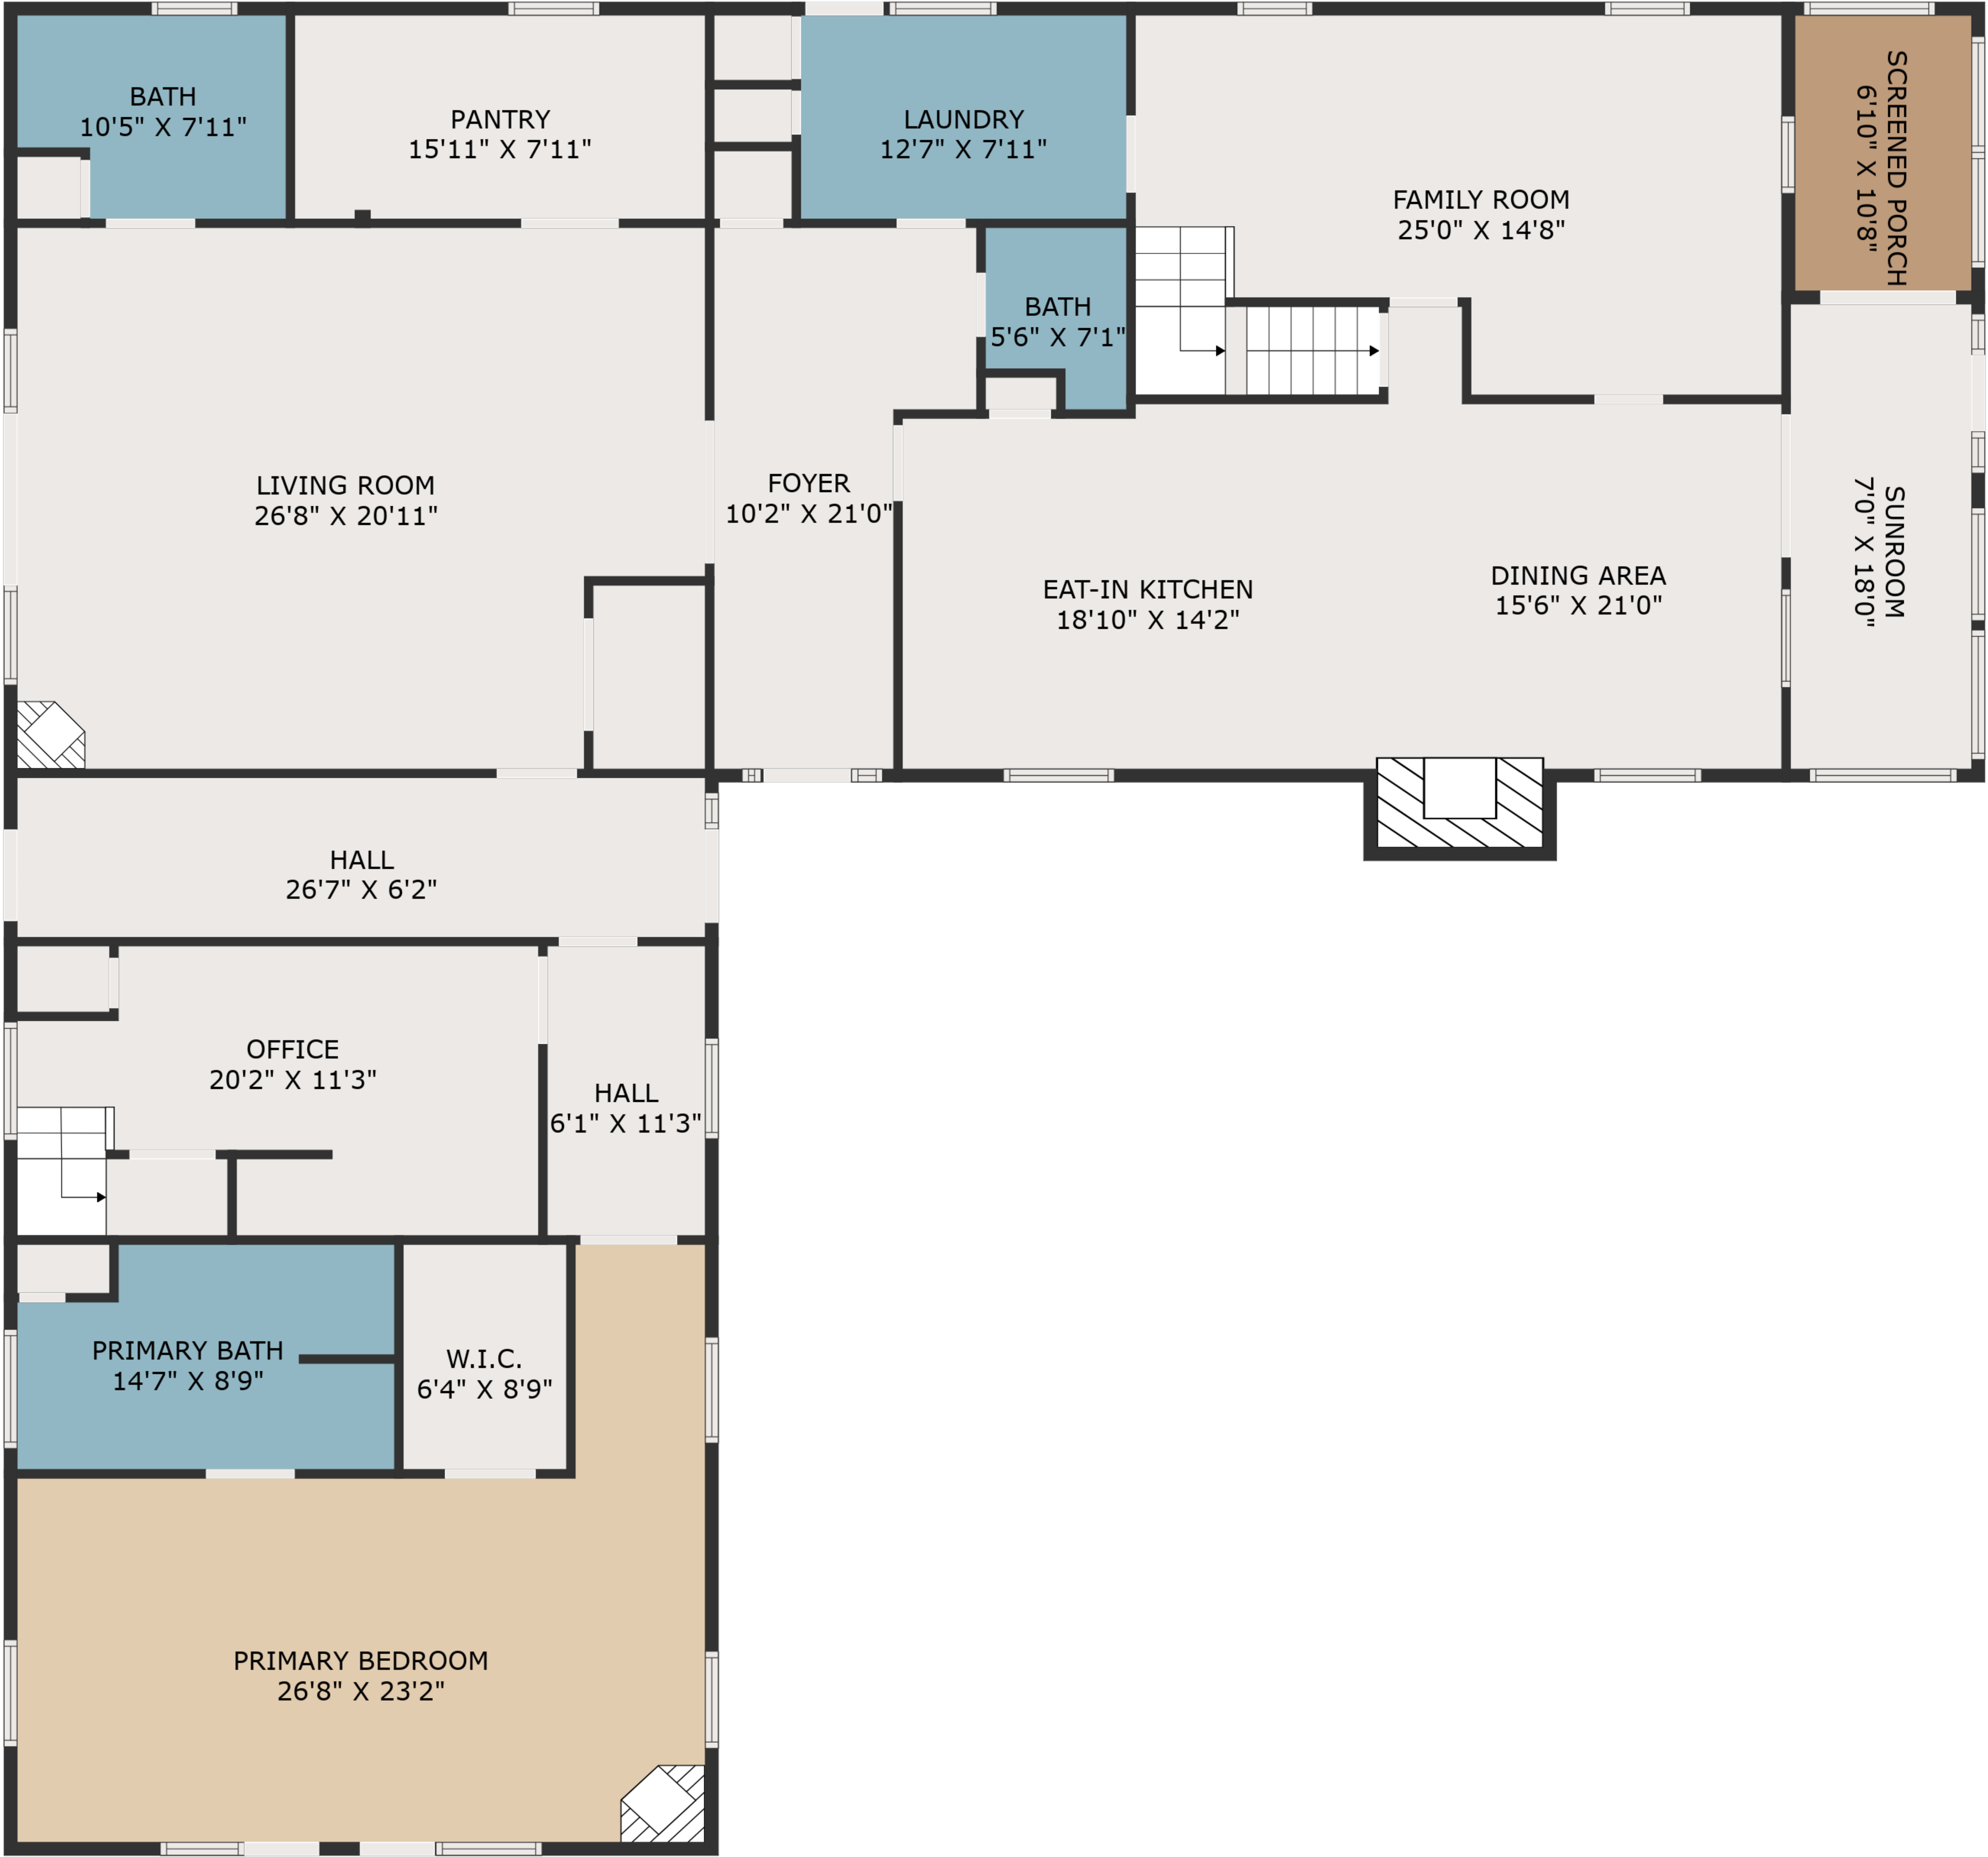 BATH
10'5" X 7'11"
PANTRY
15'11" X 7'11"
LAUNDRY
12'7" X 7'11"
FAMILY ROOM
25'0" X 14'8"
SCREENED PORCH
6'10" X 10'8"
BATH
5'6" X 7'1"
LIVING ROOM
26'8" X 20'11"
FOYER
10'2" X 21'0"
EAT-IN KITCHEN
18'10" X 14'2"
DINING AREA
15'6" X 21'0"
SUNROOM
7'0" X 18'0"
HALL
26'7" X 6'2"
OFFICE
20'2" X 11'3"
HALL
6'1" X 11'3"
PRIMARY BATH
14'7" X 8'9"
W.I.C.
6'4" X 8'9"
PRIMARY BEDROOM
26'8" X 23'2"